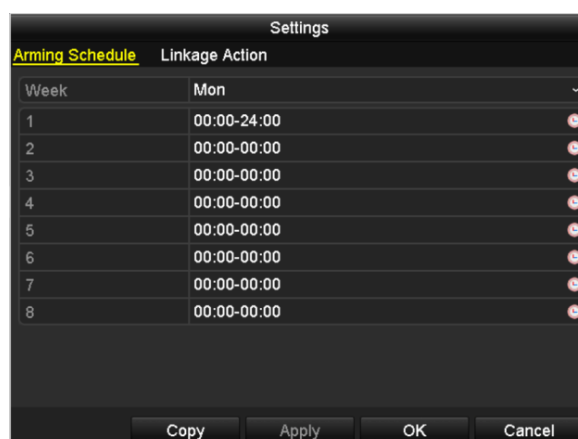 Settings
Arming Schedule Linkage Action
Week Mon
1 00:00-24:00
2 00:00-00:00
3 00:00-00:00
4 00:00-00:00
5 00:00-00:00
6 00:00-00:00
7 00:00-00:00
8 00:00-00:00
Copy Apply OK Cancel